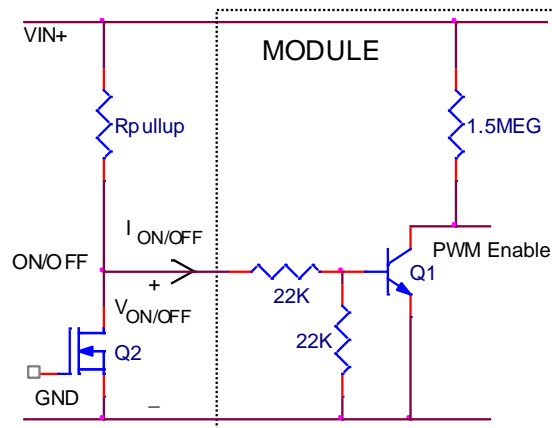 VIN+
MODULE
Rpullup
1.5MEG
I ON/OFF
ON/OFF
PWM Enable
+
Q1
22K
V ON/OFF
22K
Q2
GND
_